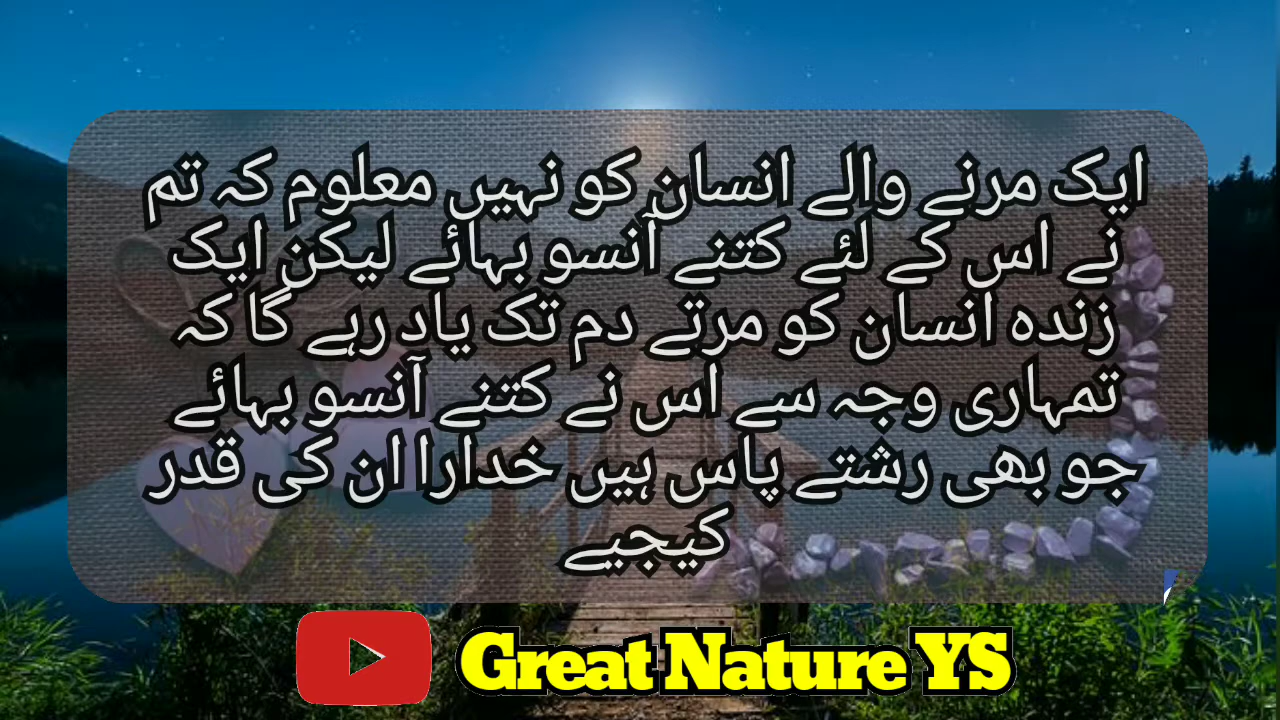 ایک مرنے والے انسان کو نہیں معلوم کہ تم
نے اس کے لئے کتنے آنسو بہائے لیکن ایک
زندہ انسان کو مرتے دم تک یاد رہے گا کہ
تمہاری وجہ سے اس نے کتنے آنسو بہائے
جو بھی رشتے پاس ہیں خدارا ان کی قدر
کیجیے
Great Nature YS